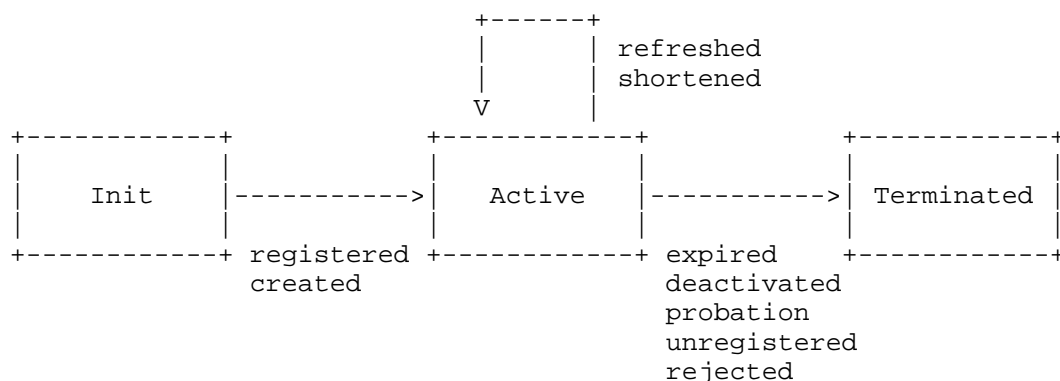 refreshed
shortened
Init
Active
Terminated
registered
created
expired
deactivated
probation
unregistered
rejected